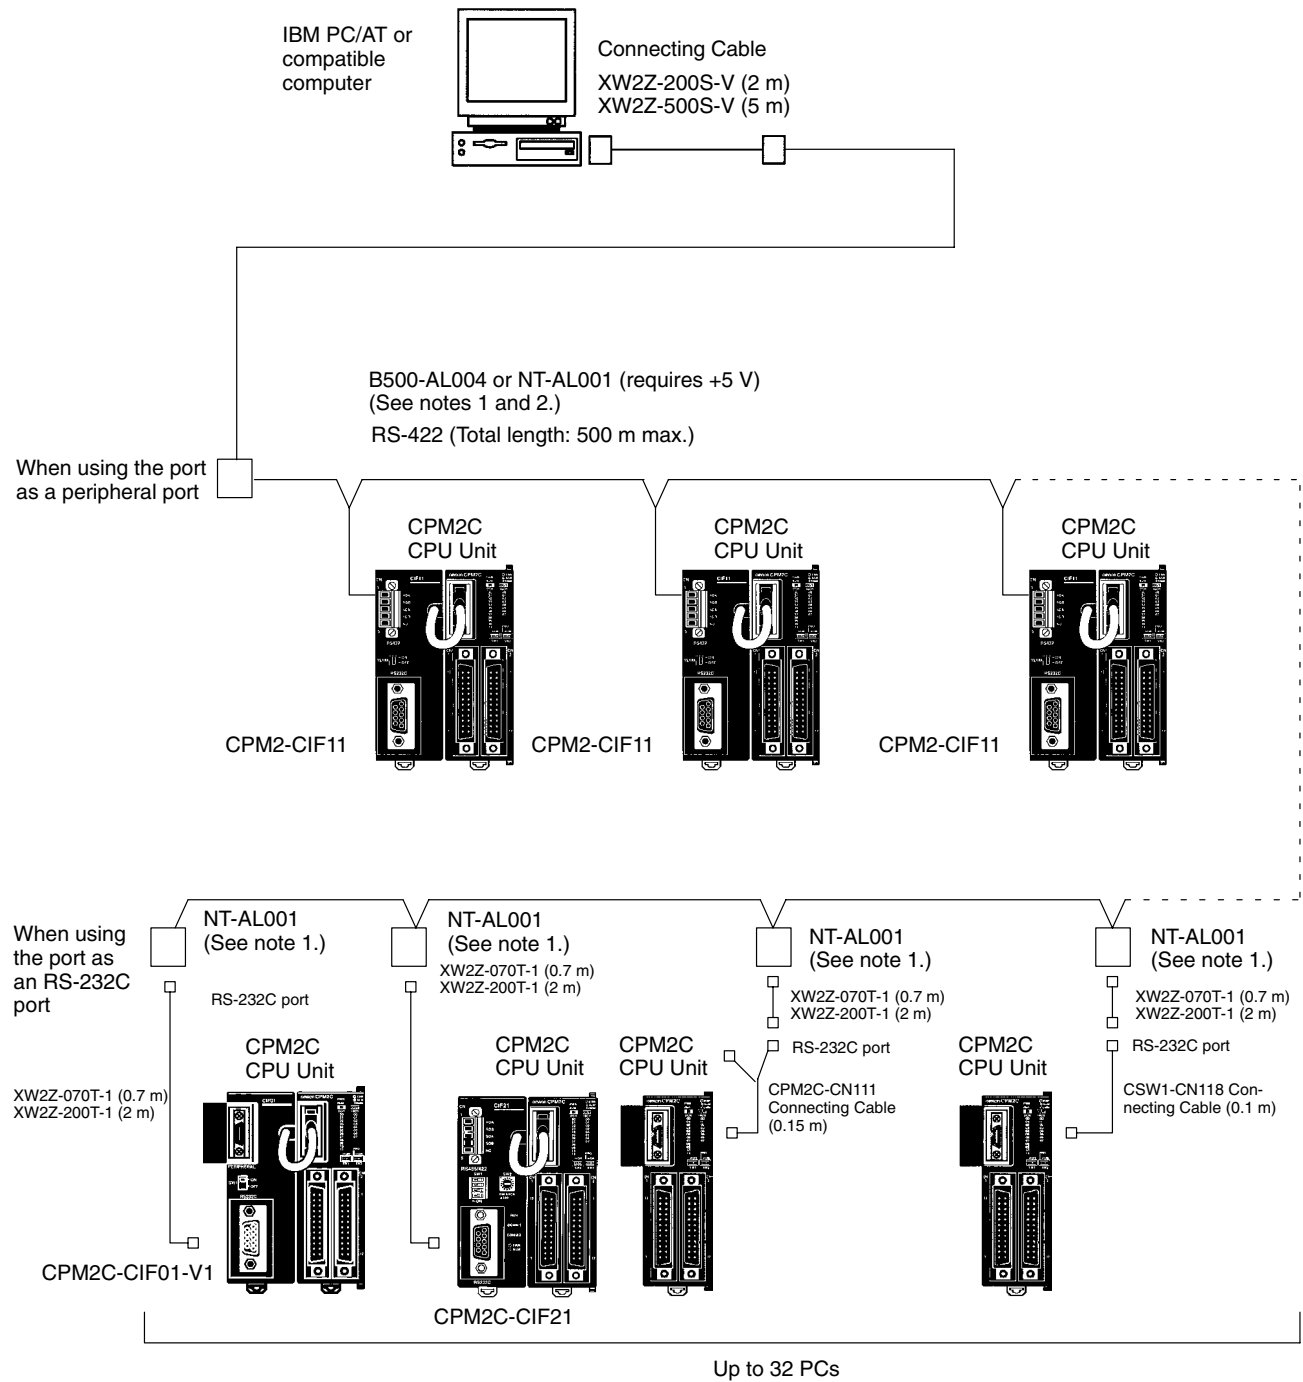 IBM PC/AT or
compatible
computer
Connecting Cable
XW2Z-200S-V (2 m)
XW2Z-500S-V (5 m)
B500-AL004 or NT-AL001 (requires +5 V)
(See notes 1 and 2.)
RS-422 (Total length: 500 m max.)
When using the port
as a peripheral port
CPM2C
CPU Unit
CPM2C
CPU Unit
CPM2C
CPU Unit
CIF11
CIF11
CIF11
CPM2-CIF11
CPM2-CIF11
CPM2-CIF11
When using
the port as
an RS-232C
port
NT-AL001
(See note 1.)
RS-232C port
NT-AL001
(See note 1.)
XW2Z-070T-1 (0.7 m)
XW2Z-200T-1 (2 m)
NT-AL001
(See note 1.)
XW2Z-070T-1 (0.7 m)
XW2Z-200T-1 (2 m)
RS-232C port
NT-AL001
(See note 1.)
XW2Z-070T-1 (0.7 m)
XW2Z-200T-1 (2 m)
RS-232C port
CPM2C
CPU Unit
CPM2C
CPU Unit
CPM2C
CPU Unit
CPM2C
CPU Unit
XW2Z-070T-1 (0.7 m)
XW2Z-200T-1 (2 m)
CPM2C-CN111
Connecting Cable
(0.15 m)
CSW1-CN118 Con-
necting Cable (0.1 m)
PERIPHERAL
CIF21
CPM2C-CIF01-V1
CPM2C-CIF21
Up to 32 PCs